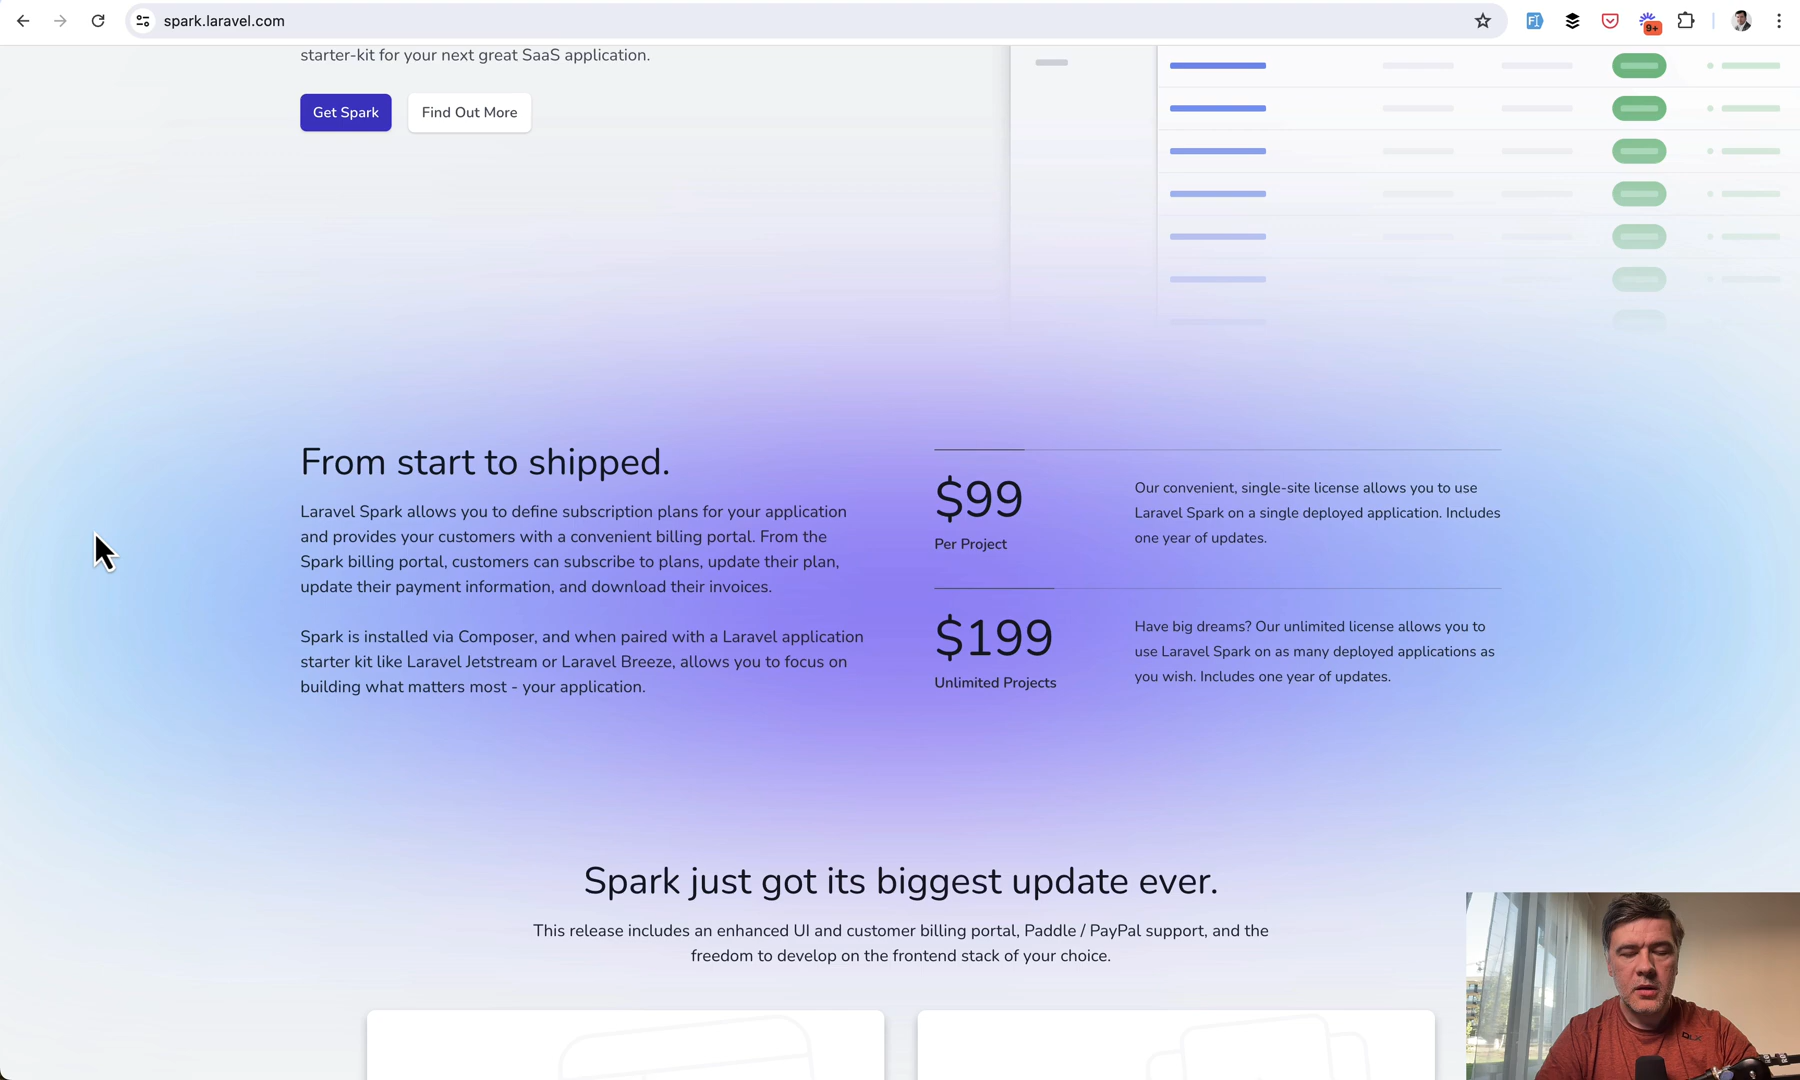 spark.laravel.com
9+
starter-kit for your next great SaaS application.
Get Spark
Find Out More
From start to shipped.
Laravel Spark allows you to define subscription plans for your application
and provides your customers with a convenient billing portal. From the
Spark billing portal, customers can subscribe to plans, update their plan,
update their payment information, and download their invoices.
Spark is installed via Composer, and when paired with a Laravel application
starter kit like Laravel Jetstream or Laravel Breeze, allows you to focus on
building what matters most - your application.
$99
Per Project
Our convenient, single-site license allows you to use
Laravel Spark on a single deployed application. Includes
one year of updates.
$199
Unlimited Projects
Have big dreams? Our unlimited license allows you to
use Laravel Spark on as many deployed applications as
you wish. Includes one year of updates.
Spark just got its biggest update ever.
This release includes an enhanced UI and customer billing portal, Paddle / PayPal support, and the
freedom to develop on the frontend stack of your choice.